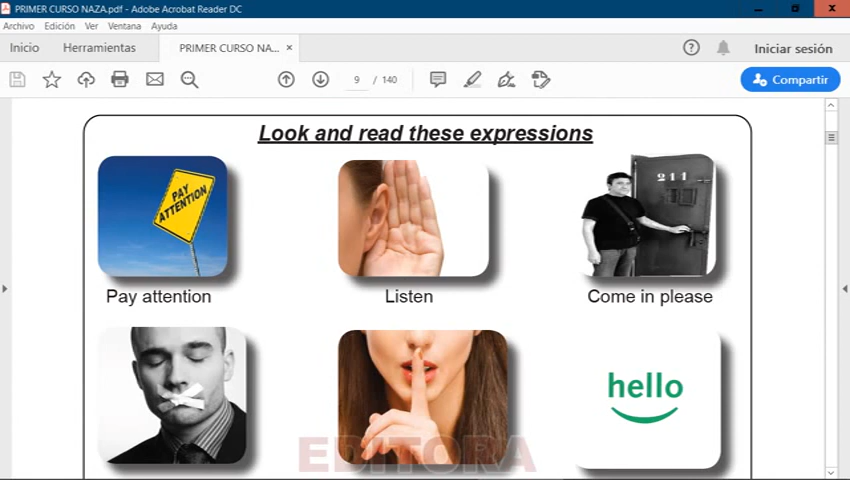 PRIMER CURSO NAZA.pdf - Adobe Acrobat Reader DC
Archivo Edición Ver Ventana Ayuda
Inicio Herramientas PRIMER CURSO NA... × Iniciar sesión
9 / 140 Compartir
Look and read these expressions
PAY
ATTENTION
211
Pay attention Listen Come in please
hello
EDITORA